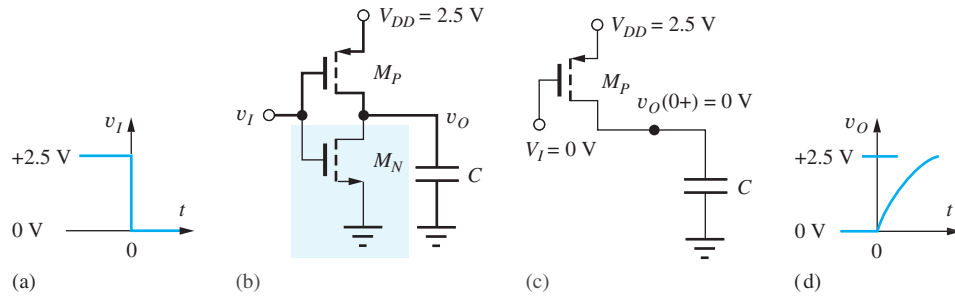 v_I
+2.5 V
0 V
0
t
(a)
V_DD = 2.5 V
M_P
v_I
v_O
M_N
C
(b)
V_DD = 2.5 V
M_P
v_O(0+) = 0 V
V_I = 0 V
C
(c)
v_O
+2.5 V
0 V
0
t
(d)